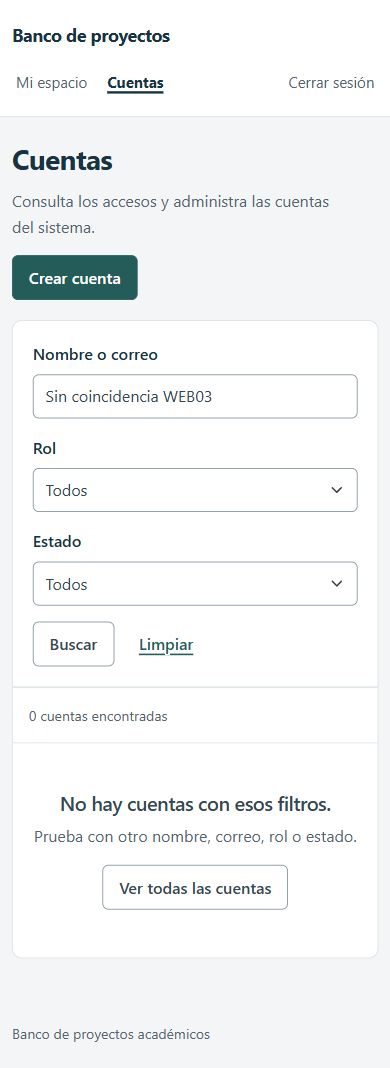 Banco de proyectos
Mi espacio Cuentas Cerrar sesión
Cuentas
Consulta los accesos y administra las cuentas
del sistema.
Crear cuenta
Nombre o correo
Sin coincidencia WEB03
Rol
Todos
Estado
Todos
Buscar Limpiar
0 cuentas encontradas
No hay cuentas con esos filtros.
Prueba con otro nombre, correo, rol o estado.
Ver todas las cuentas
Banco de proyectos académicos